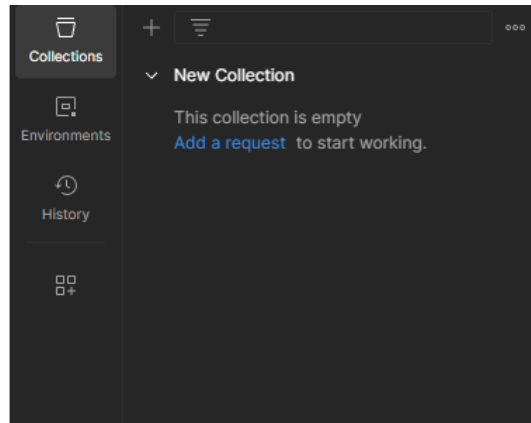 Collections
Environments
History
New Collection
This collection is empty
Add a request to start working.